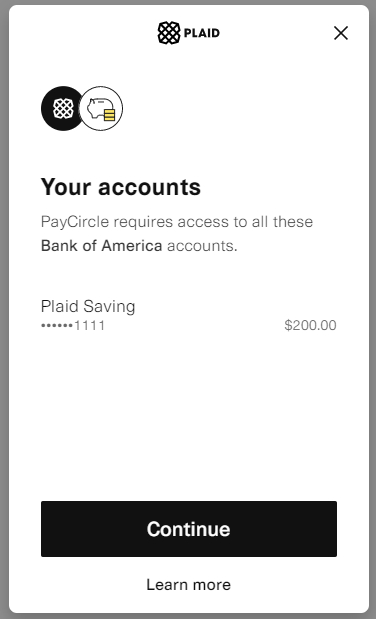 PLAID
Your accounts
PayCircle requires access to all these
Bank of America accounts.
Plaid Saving
••••••1111
$200.00
Continue
Learn more